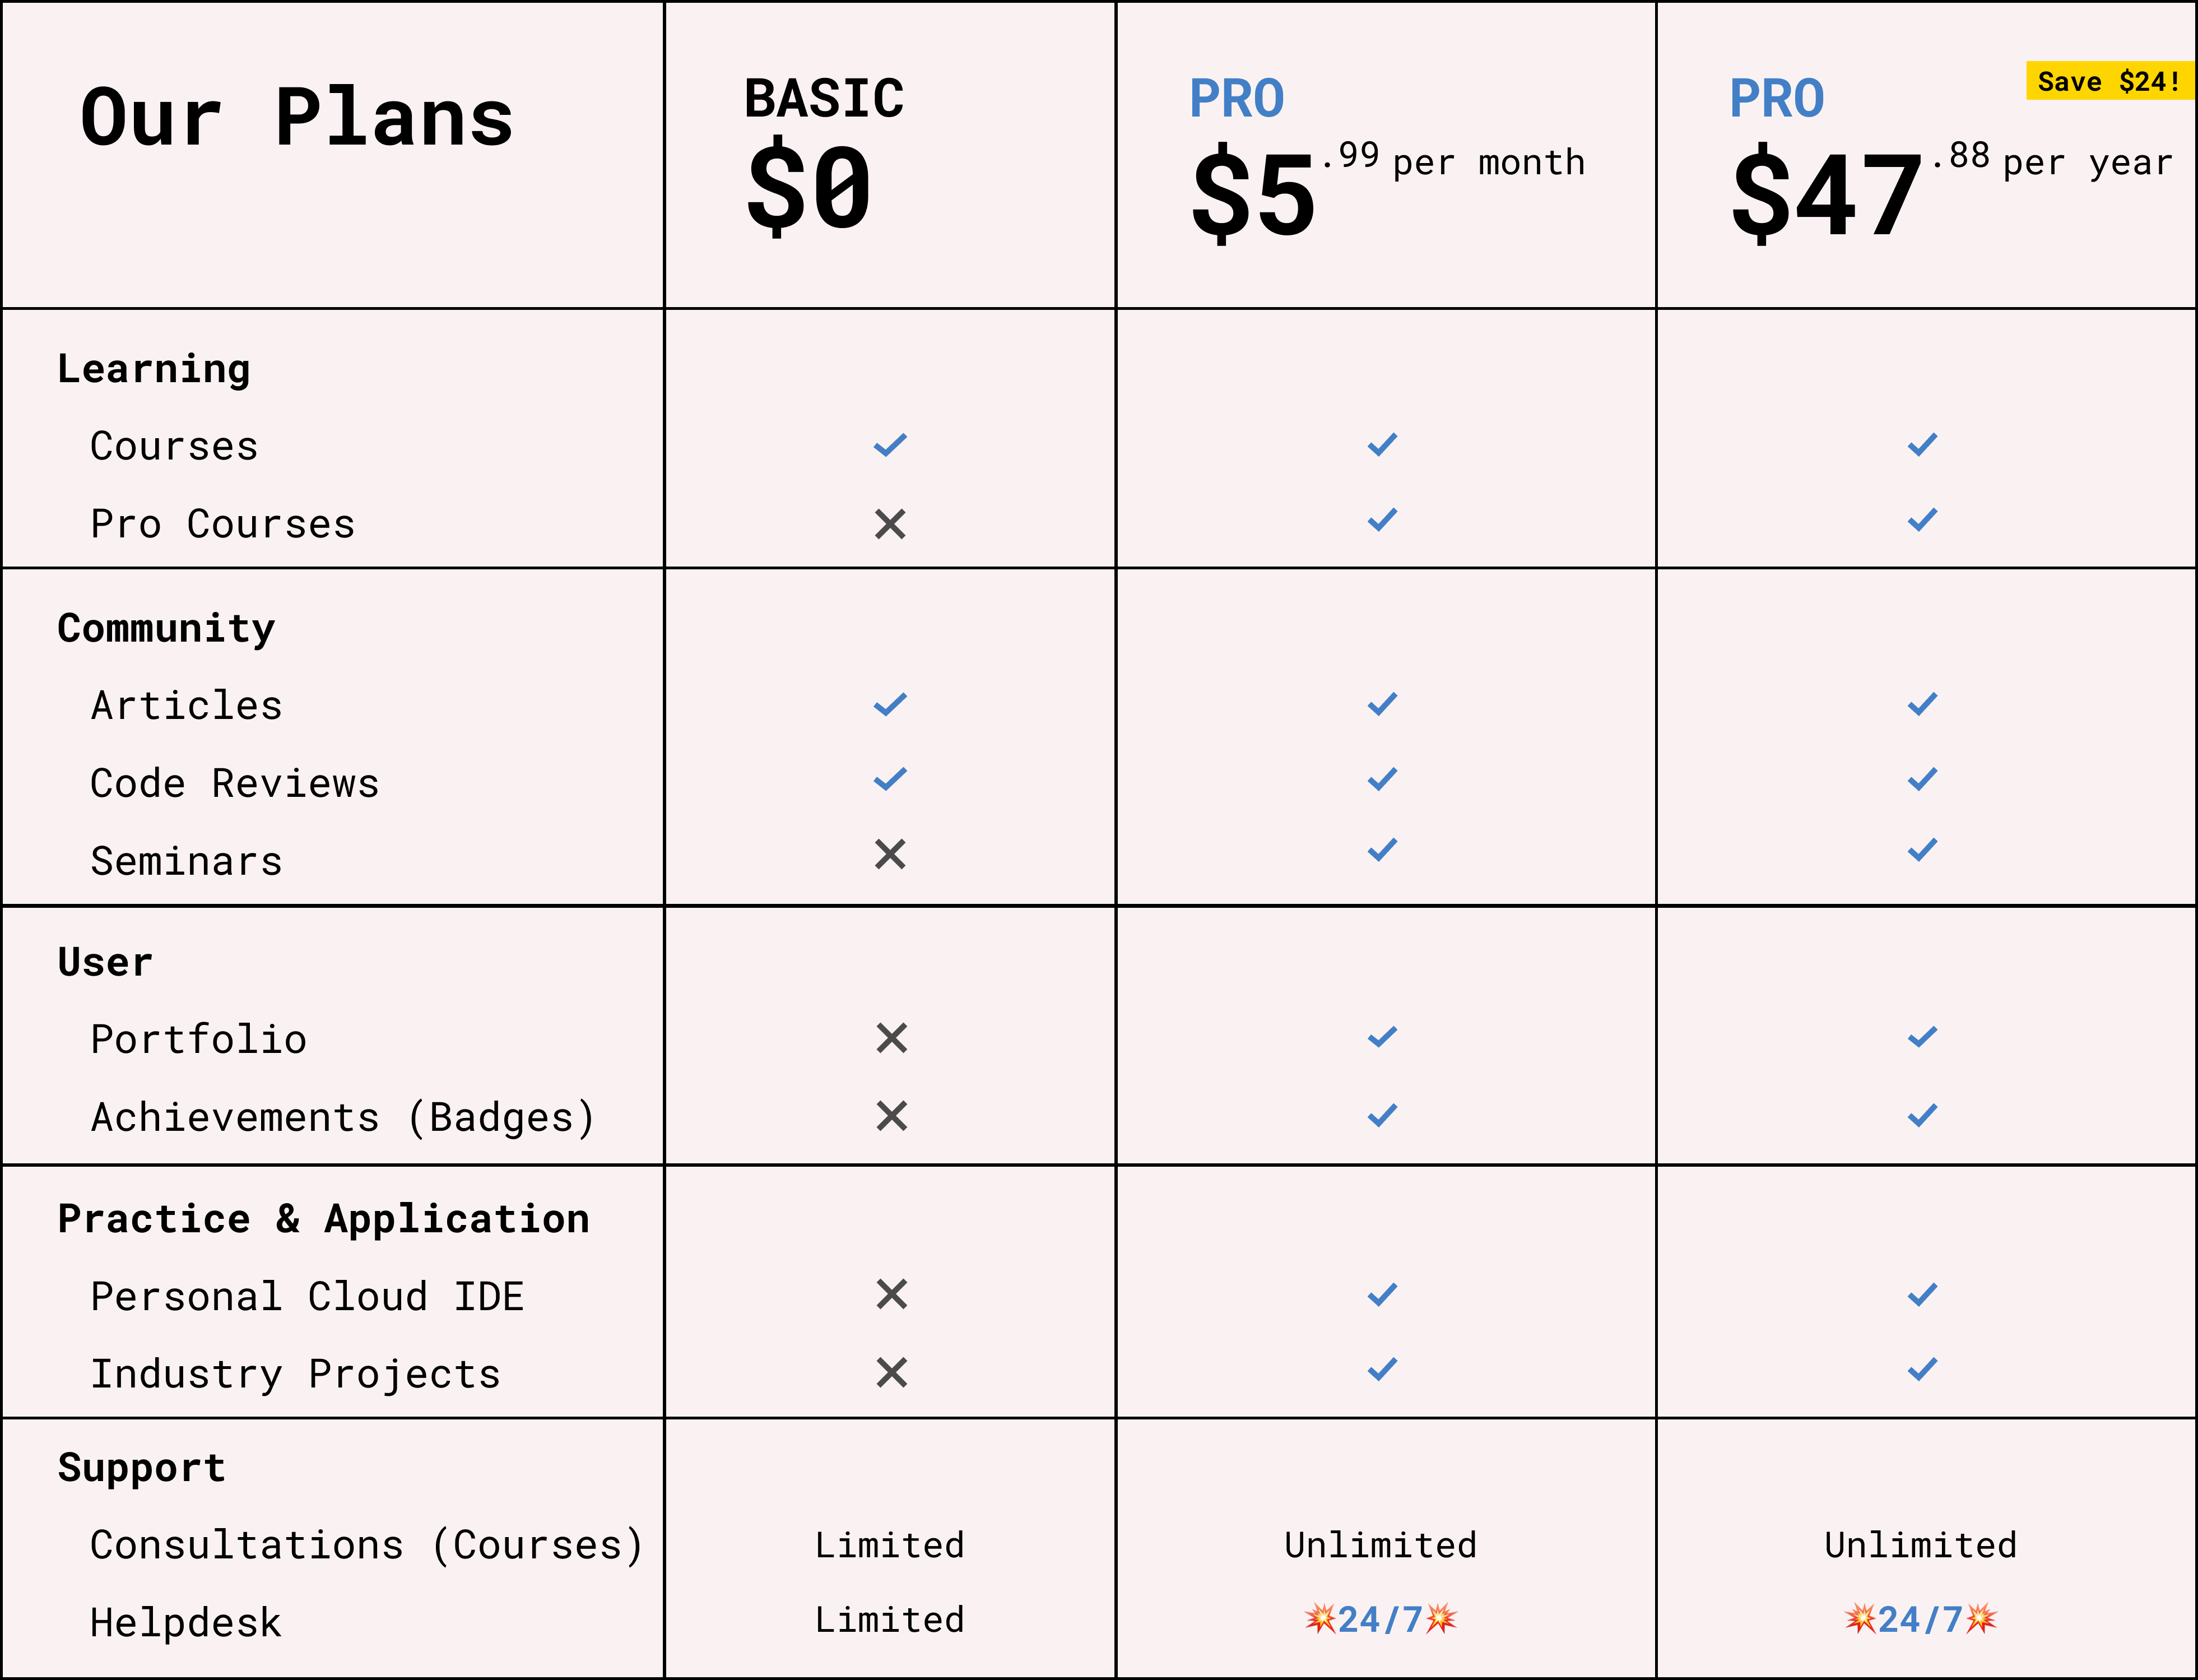 Our Plans
BASIC
$0
PRO
$5.99 per month
PRO
Save $24!
$47.88 per year
Learning
Courses
Pro Courses
Community
Articles
Code Reviews
Seminars
User
Portfolio
Achievements (Badges)
Practice & Application
Personal Cloud IDE
Industry Projects
Support
Consultations (Courses) Limited Unlimited Unlimited
Helpdesk Limited 💥24/7💥 💥24/7💥